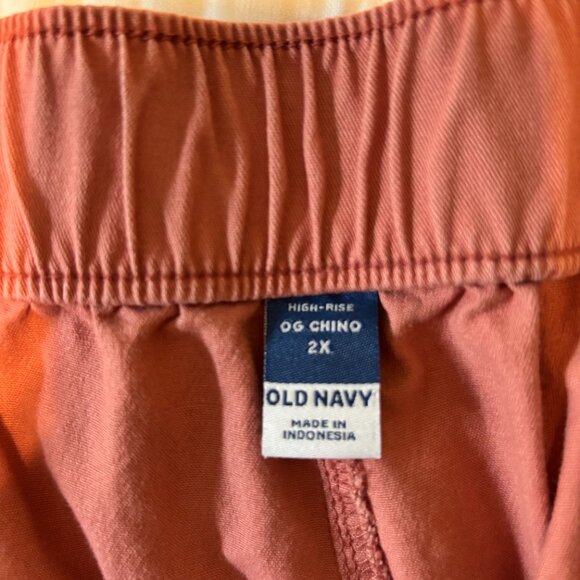 HIGH-RISE
OG CHINO
2X
OLD NAVY
MADE IN
INDONESIA